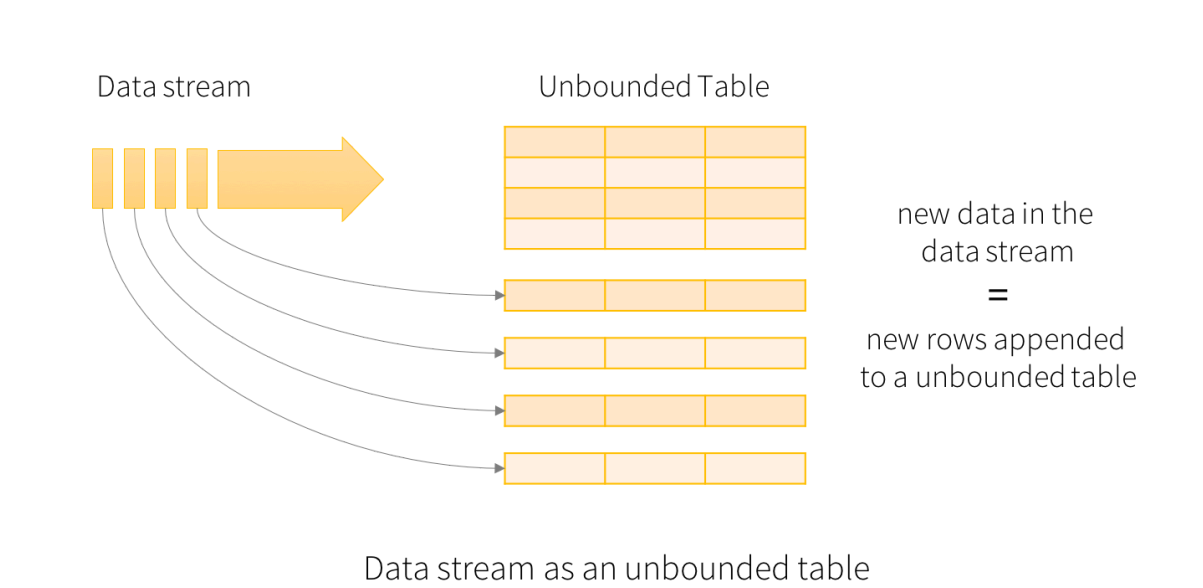 Data stream
Unbounded Table
new data in the
data stream
=
new rows appended
to a unbounded table
Data stream as an unbounded table